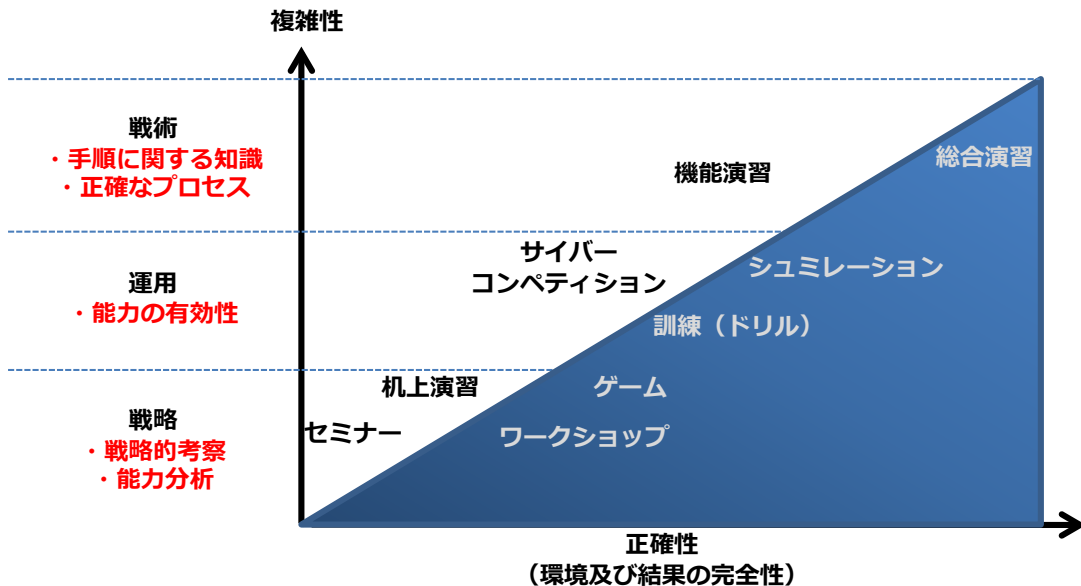 複雑性
戦術
・手順に関する知識
・正確なプロセス
機能演習
総合演習
運用
・能力の有効性
サイバー
コンペティション
シュミレーション
訓練（ドリル）
戦略
・戦略的考察
・能力分析
机上演習
ゲーム
セミナー
ワークショップ
正確性
（環境及び結果の完全性）